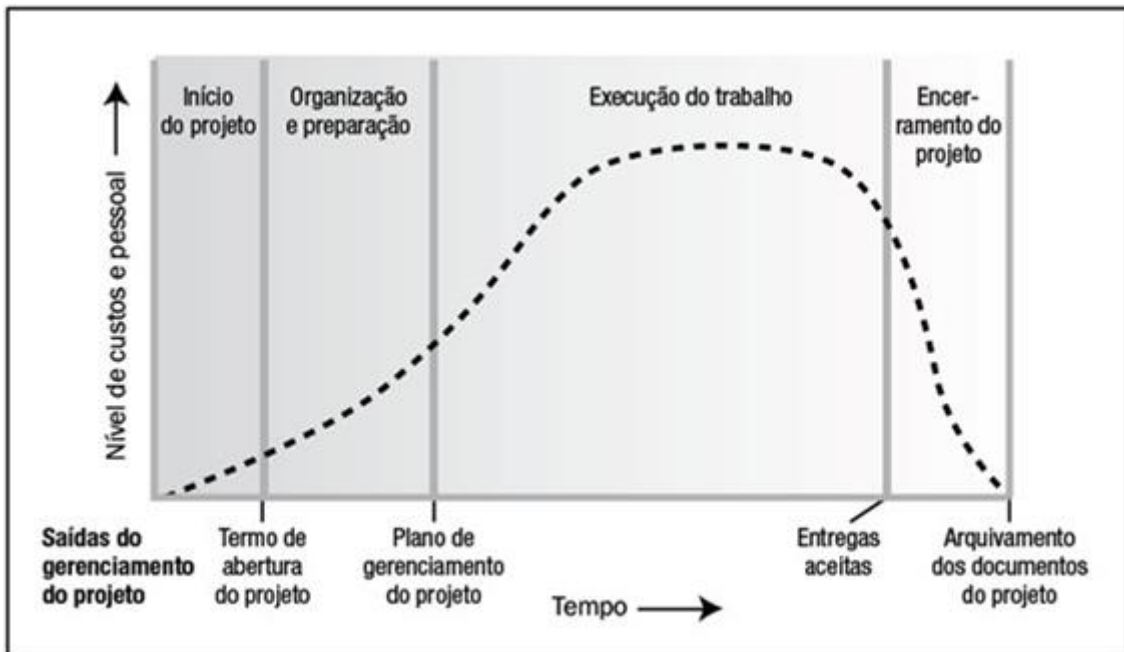 Início
do projeto
Organização
e preparação
Execução do trabalho
Encer-
ramento do
projeto
Nível de custos e pessoal
Saídas do
gerenciamento
do projeto
Termo de
abertura
do projeto
Plano de
gerenciamento
do projeto
Entregas
aceitas
Arquivamento
dos documentos
do projeto
Tempo